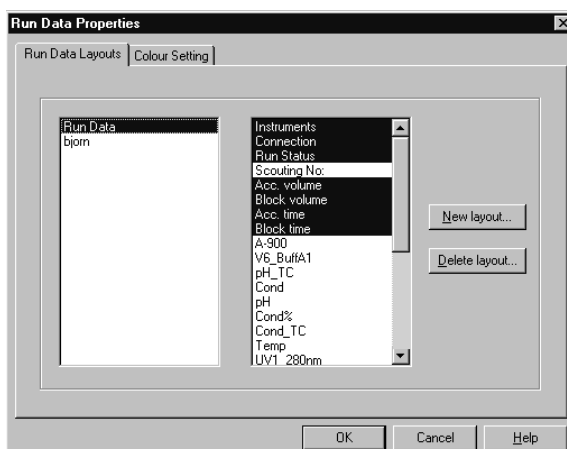 Run Data Properties
Run Data Layouts
Colour Setting
Run Data
bjorn
Instruments
Connection
Run Status
Scouting No:
Acc. volume
Block volume
Acc. time
Block time
A-900
V6_BuffA1
pH_TC
Cond
pH
Cond%
Cond_TC
Temp
UV1_280nm
New layout...
Delete layout...
OK
Cancel
Help